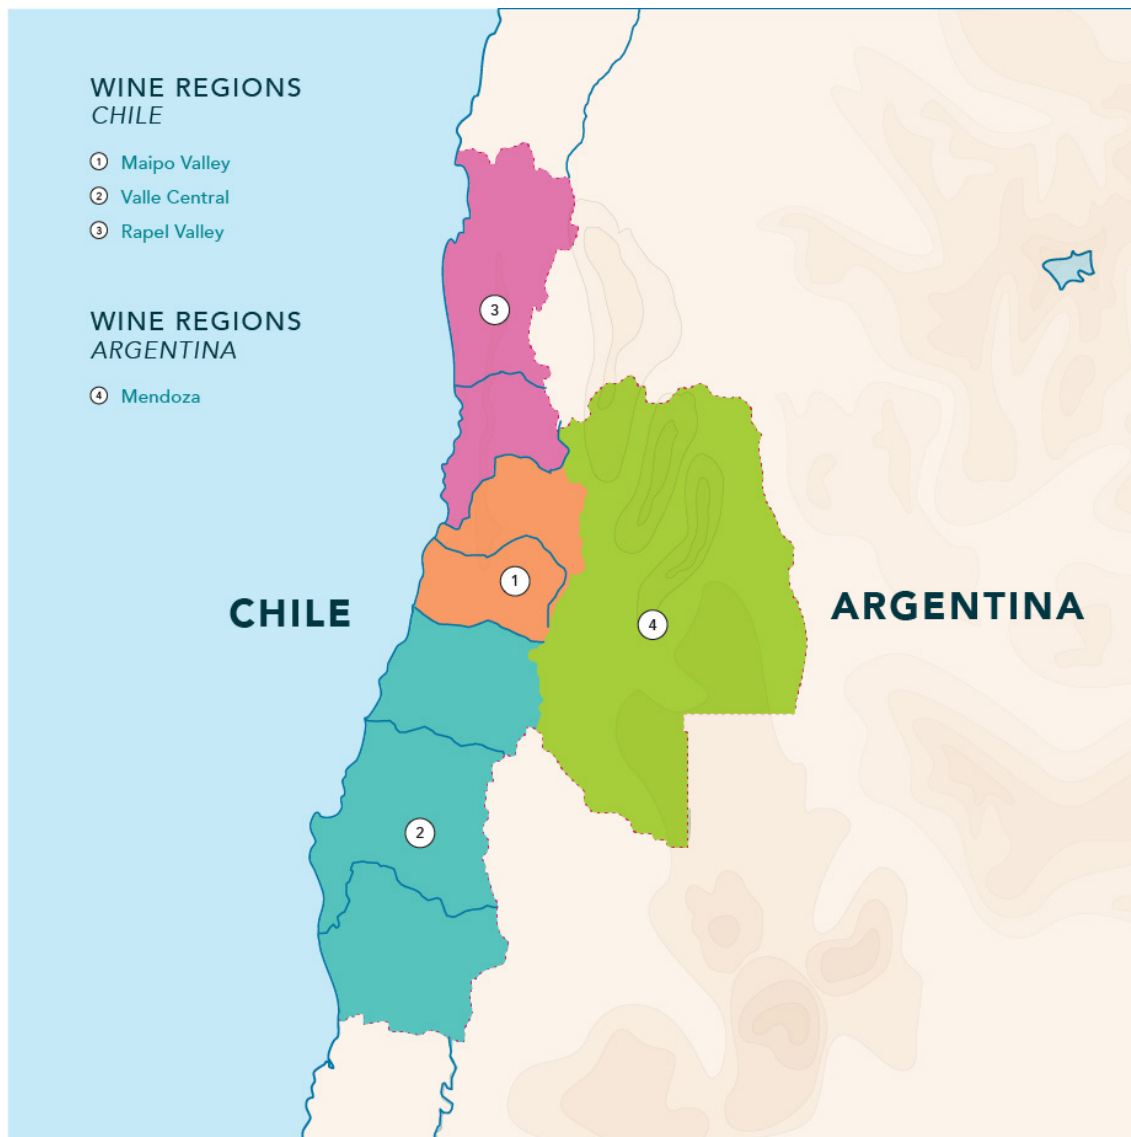 WINE REGIONS
CHILE
1 Maipo Valley
2 Valle Central
3 Rapel Valley
WINE REGIONS
ARGENTINA
4 Mendoza
3
1
CHILE
4
ARGENTINA
2